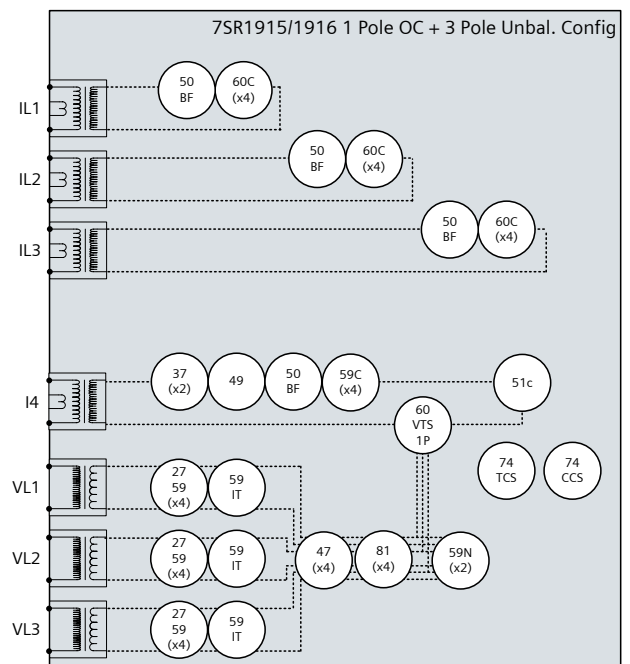 7SR1915/1916 1 Pole OC + 3 Pole Unbal. Config
IL1
50
BF
60C
(x4)
IL2
50
BF
60C
(x4)
IL3
50
BF
60C
(x4)
I4
37
(x2)
49
50
BF
59C
(x4)
51c
60
VTS
1P
74
TCS
74
CCS
VL1
27
59
(x4)
59
IT
VL2
27
59
(x4)
59
IT
47
(x4)
81
(x4)
59N
(x2)
VL3
27
59
(x4)
59
IT